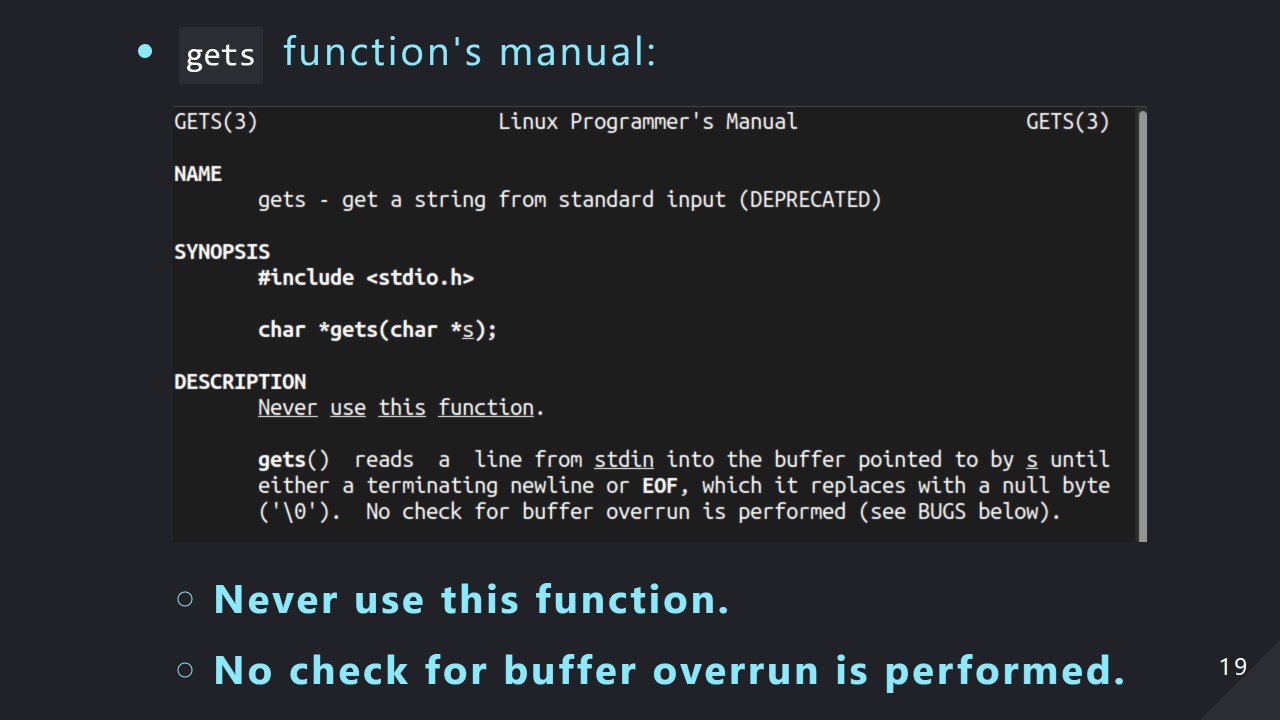 • gets function's manual:
GETS(3) Linux Programmer's Manual GETS(3)
NAME
gets - get a string from standard input (DEPRECATED)
SYNOPSIS
#include <stdio.h>
char *gets(char *s);
DESCRIPTION
Never use this function.
gets() reads a line from stdin into the buffer pointed to by s until
either a terminating newline or EOF, which it replaces with a null byte
('\0'). No check for buffer overrun is performed (see BUGS below).
○ Never use this function.
○ No check for buffer overrun is performed.
19